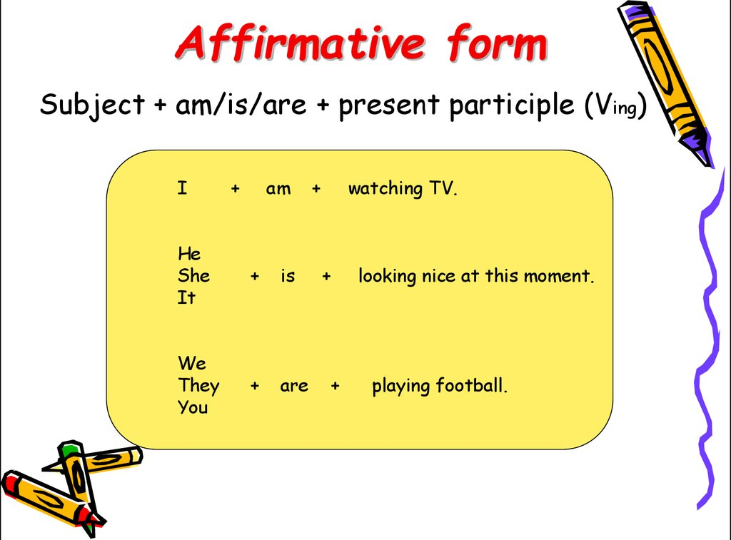 Affirmative form
Subject + am/is/are + present participle (Ving)
I + am + watching TV.
He
She + is + looking nice at this moment.
It
We
They + are + playing football.
You